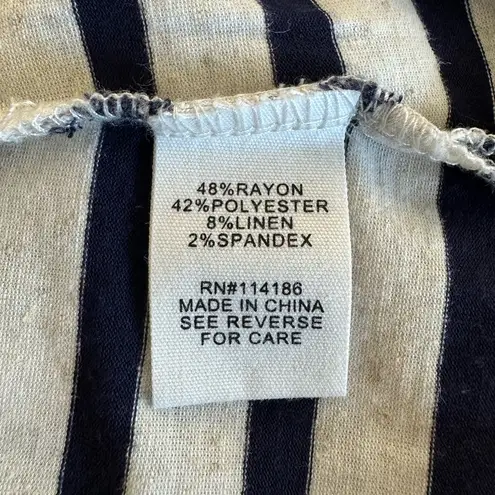 48%RAYON
42%POLYESTER
8%LINEN
2%SPANDEX
RN#114186
MADE IN CHINA
SEE REVERSE
FOR CARE